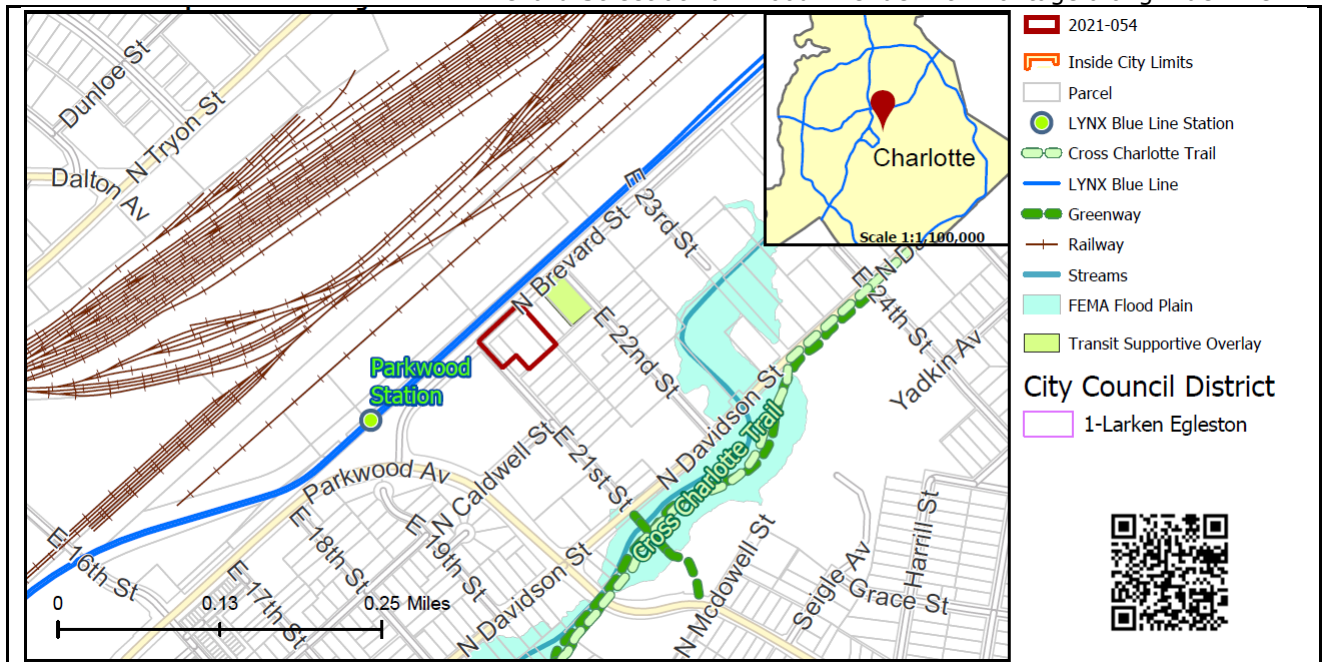 2021-054
Inside City Limits
Parcel
LYNX Blue Line Station
Cross Charlotte Trail
LYNX Blue Line
Greenway
Railway
Streams
FEMA Flood Plain
Transit Supportive Overlay
City Council District
1-Larken Egleston
Charlotte
Scale 1:1,100,000
Dunloe St
N Tryon St
Dalton Av
E 23rd St
N Brevard St
E 22nd St
E 24th St
Yadkin Av
Parkwood
Station
N Davidson St
Cross Charlotte Trail
E 21st St
N Caldwell St
Parkwood Av
E 19th St
E 18th St
E 17th St
E 16th St
N Davidson St
N Mcdowell St
Seigle Av
Harrill St
Grace St
0 0.13 0.25 Miles